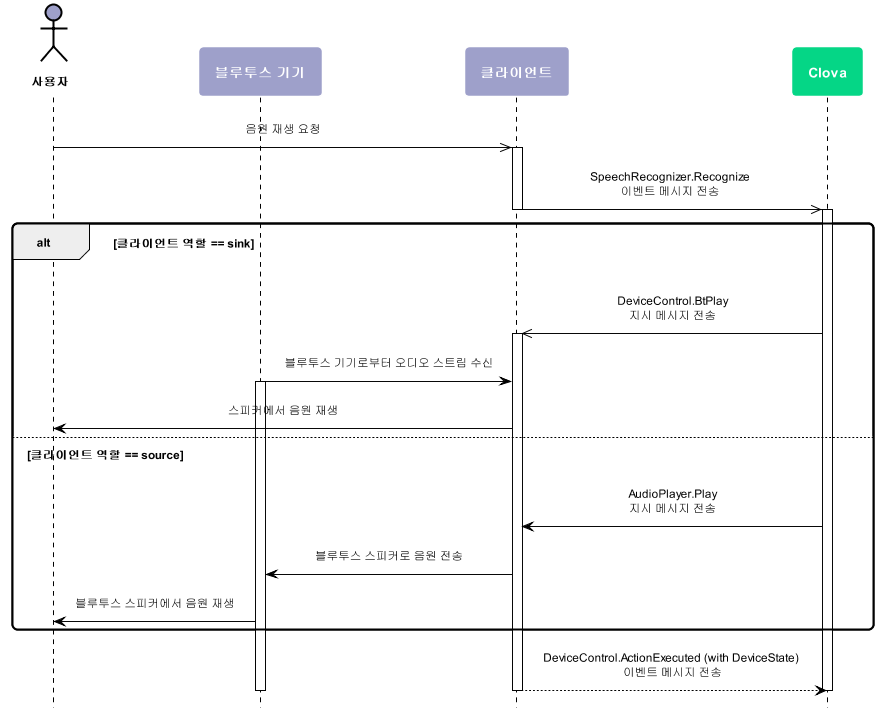 사용자
블루투스 기기
클라이언트
Clova
음원 재생 요청
SpeechRecognizer.Recognize
이벤트 메시지 전송
alt
[클라이언트 역할 == sink]
DeviceControl.BtPlay
지시 메시지 전송
블루투스 기기로부터 오디오 스트림 수신
스피커에서 음원 재생
[클라이언트 역할 == source]
AudioPlayer.Play
지시 메시지 전송
블루투스 스피커로 음원 전송
블루투스 스피커에서 음원 재생
DeviceControl.ActionExecuted (with DeviceState)
이벤트 메시지 전송